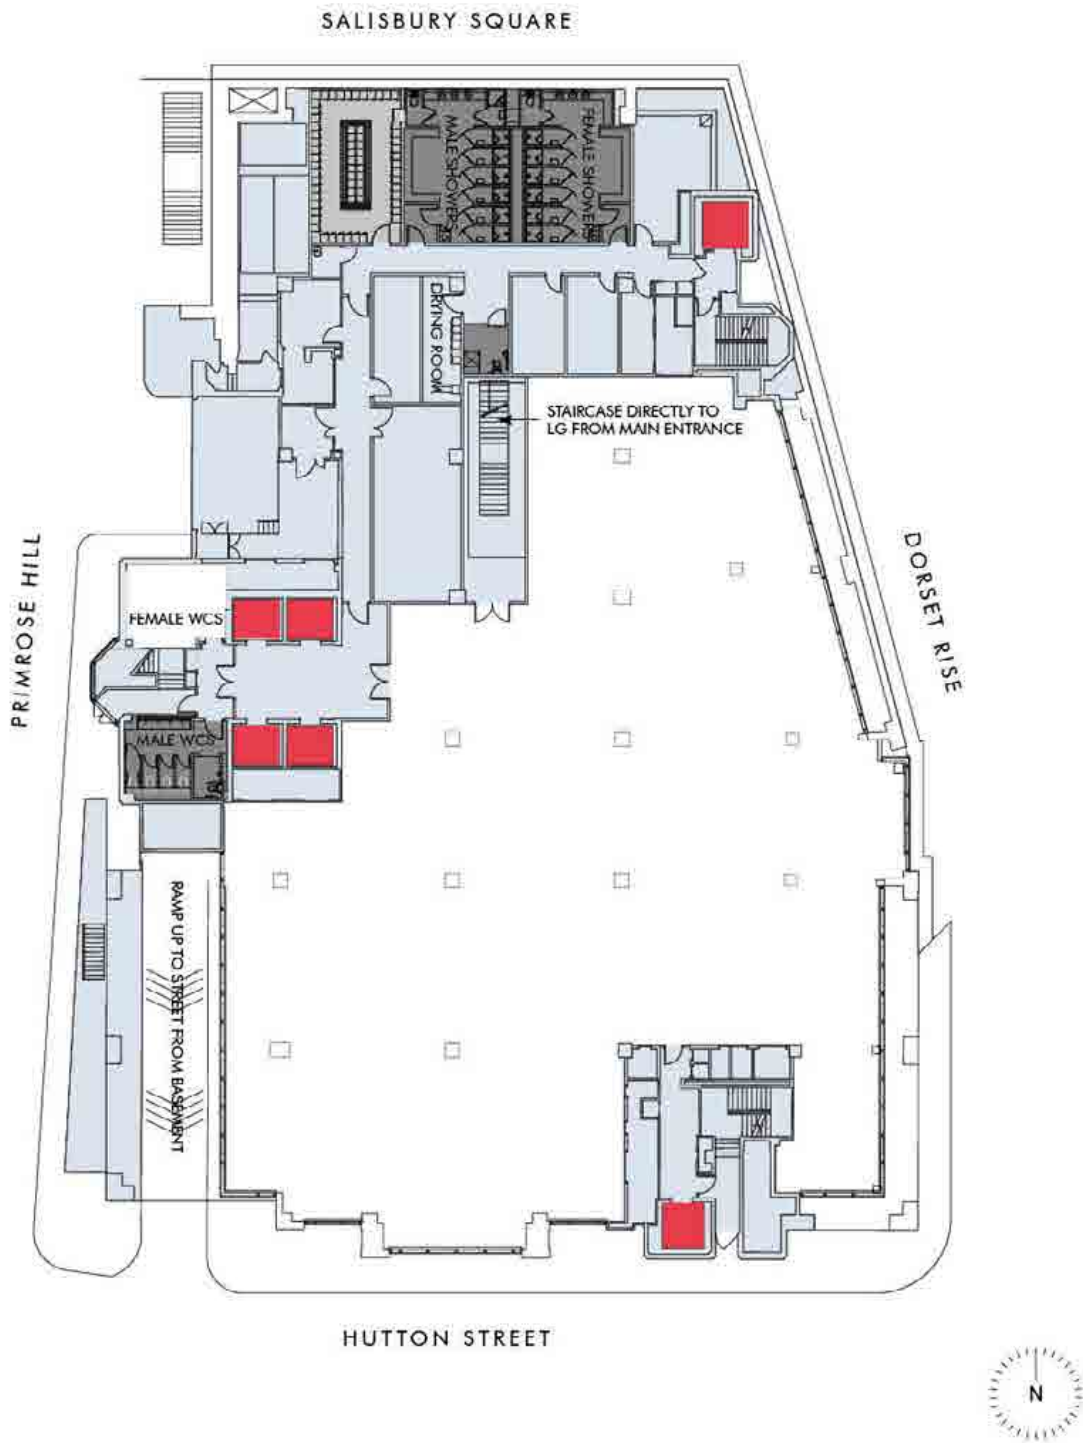 SALISBURY SQUARE
MALE SHOWERS
FEMALE SHOWERS
DRYING ROOM
STAIRCASE DIRECTLY TO
LG FROM MAIN ENTRANCE
PRIMROSE HILL
DORSET RISE
FEMALE WCS
MALE WCS
RAMP UP TO STREET FROM BASEMENT
HUTTON STREET
N